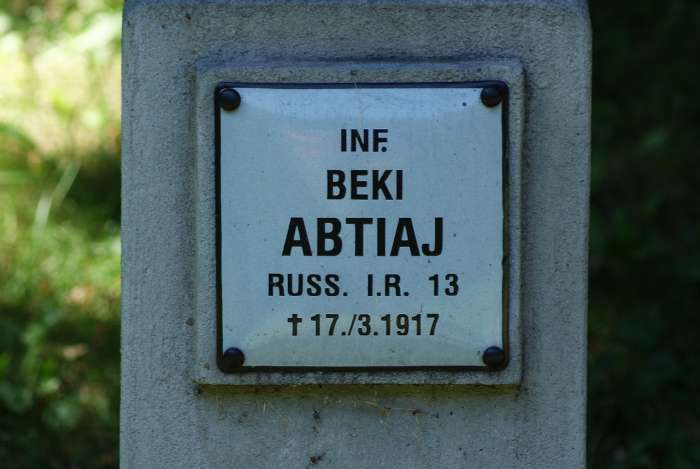 INF.
BEKI
ABTIAJ
RUSS. I.R. 13
✝ 17./3.1917